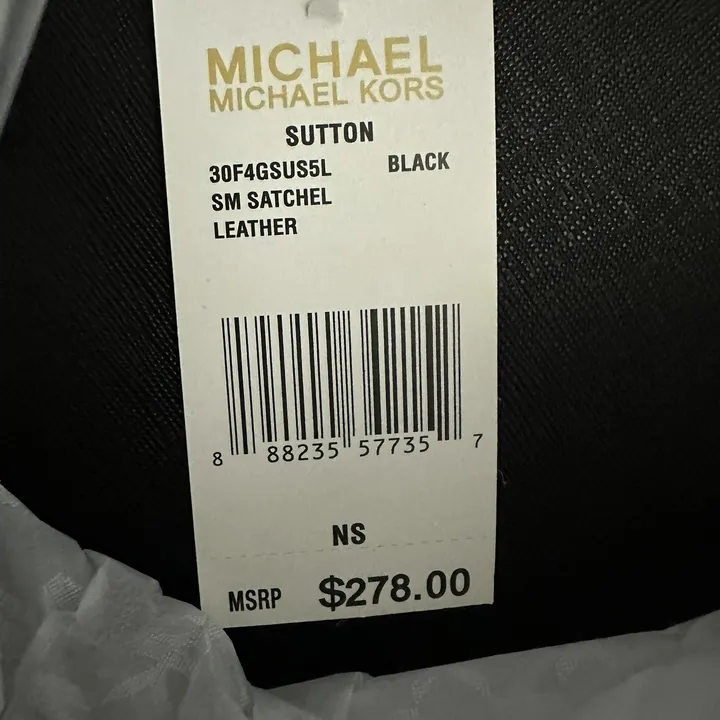 MICHAEL
MICHAEL KORS
SUTTON
30F4GSUS5L BLACK
SM SATCHEL
LEATHER
8 88235 57735 7
NS
MSRP $278.00